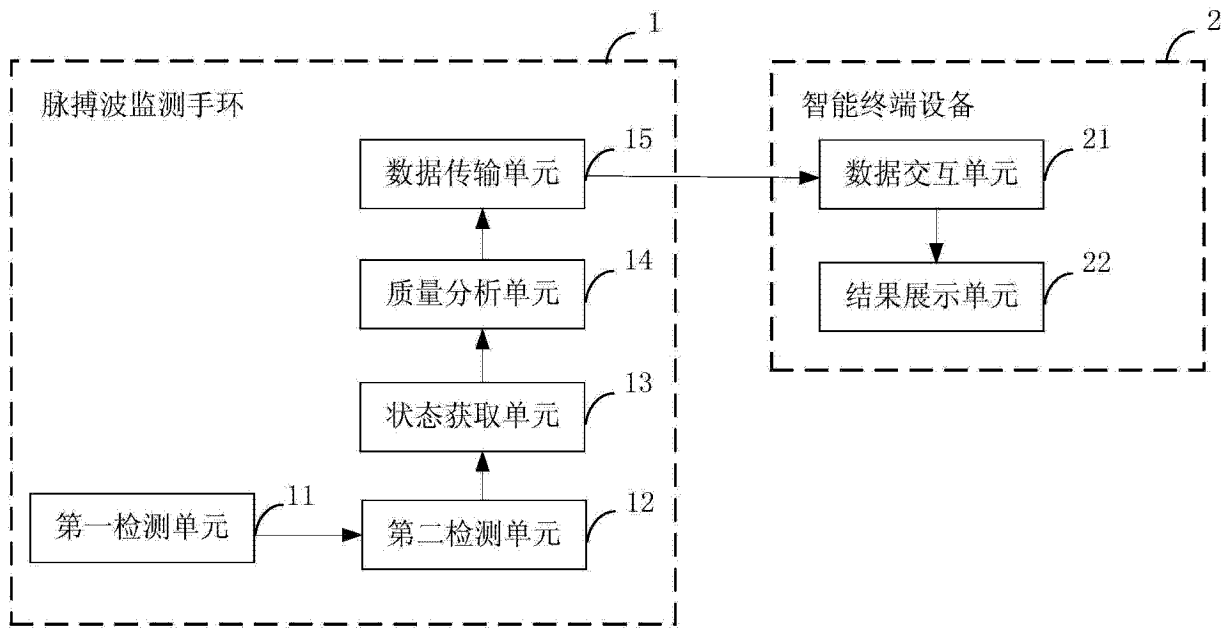 1
2
脉搏波监测手环
智能终端设备
数据传输单元
15
数据交互单元
21
质量分析单元
14
结果展示单元
22
状态获取单元
13
第一检测单元
11
第二检测单元
12